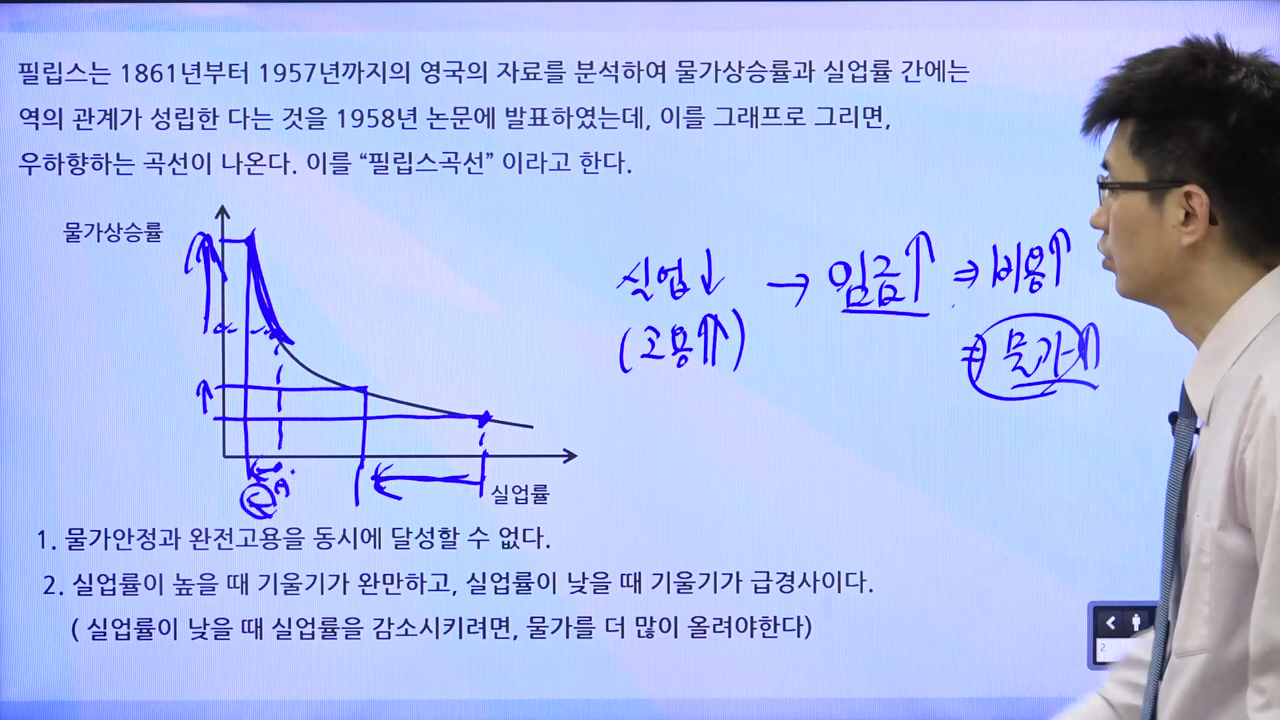 필립스는 1861년부터 1957년까지의 영국의 자료를 분석하여 물가상승률과 실업률 간에는
역의 관계가 성립한 다는 것을 1958년 논문에 발표하였는데, 이를 그래프로 그리면,
우하향하는 곡선이 나온다. 이를 “필립스곡선” 이라고 한다.
물가상승률
실업↓ → 임금↑ ⇒ 비용↑
(고용⇈) ⇒ 물가↑
A
실업률
1. 물가안정과 완전고용을 동시에 달성할 수 없다.
2. 실업률이 높을 때 기울기가 완만하고, 실업률이 낮을 때 기울기가 급경사이다.
( 실업률이 낮을 때 실업률을 감소시키려면, 물가를 더 많이 올려야한다)
2